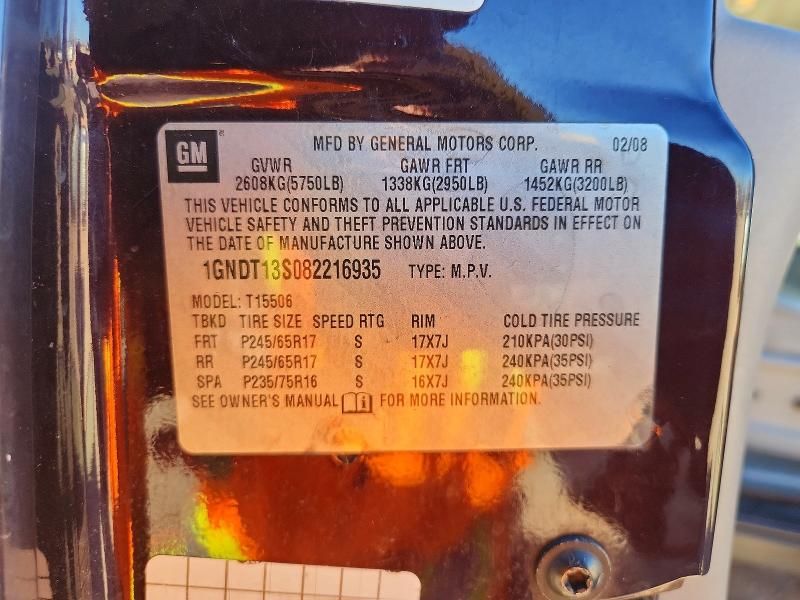 GM ® MFD BY GENERAL MOTORS CORP. 02/08
GVWR GAWR FRT GAWR RR
2608KG(5750LB) 1338KG(2950LB) 1452KG(3200LB)
THIS VEHICLE CONFORMS TO ALL APPLICABLE U.S. FEDERAL MOTOR
VEHICLE SAFETY AND THEFT PREVENTION STANDARDS IN EFFECT ON
THE DATE OF MANUFACTURE SHOWN ABOVE.
1GNDT13S082216935 TYPE: M.P.V.
MODEL: T15506
TBKD TIRE SIZE SPEED RTG RIM COLD TIRE PRESSURE
FRT P245/65R17 S 17X7J 210KPA(30PSI)
RR P245/65R17 S 17X7J 240KPA(35PSI)
SPA P235/75R16 S 16X7J 240KPA(35PSI)
SEE OWNER'S MANUAL FOR MORE INFORMATION.